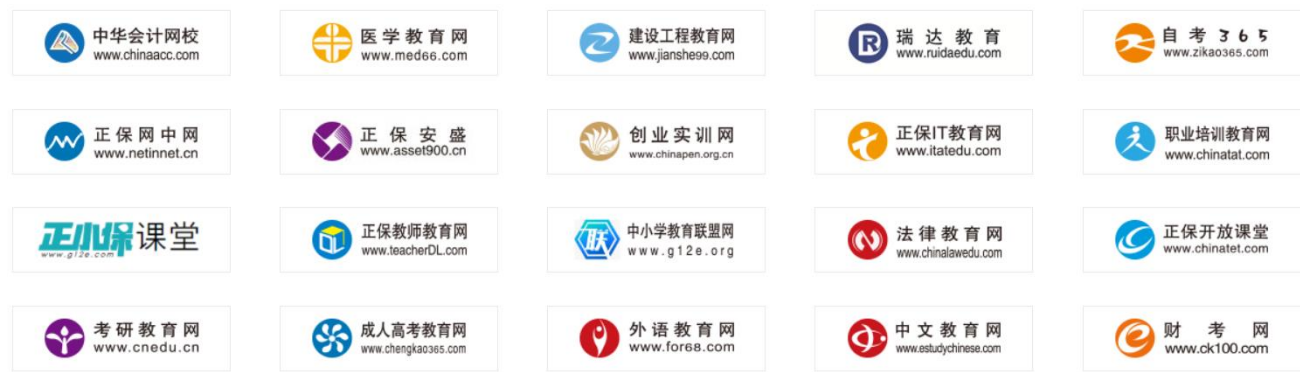 中华会计网校
www.chinaacc.com
医学教育网
www.med66.com
建设工程教育网
www.jianshe99.com
瑞达教育
www.ruidaedu.com
自考365
www.zikao365.com
正保网中网
www.netinnet.cn
正保安盛
www.asset900.cn
创业实训网
www.chinapen.org.cn
正保IT教育网
www.itatedu.com
职业培训教育网
www.chinatat.com
正小保课堂
www.g12e.com
正保教师教育网
www.teacherDL.com
联
中小学教育联盟网
www.g12e.org
法律教育网
www.chinalawedu.com
正保开放课堂
www.chinatet.com
考研教育网
www.cnedu.cn
成人高考教育网
www.chengkao365.com
外语教育网
www.for68.com
中文教育网
www.estudychinese.com
财考网
www.ck100.com